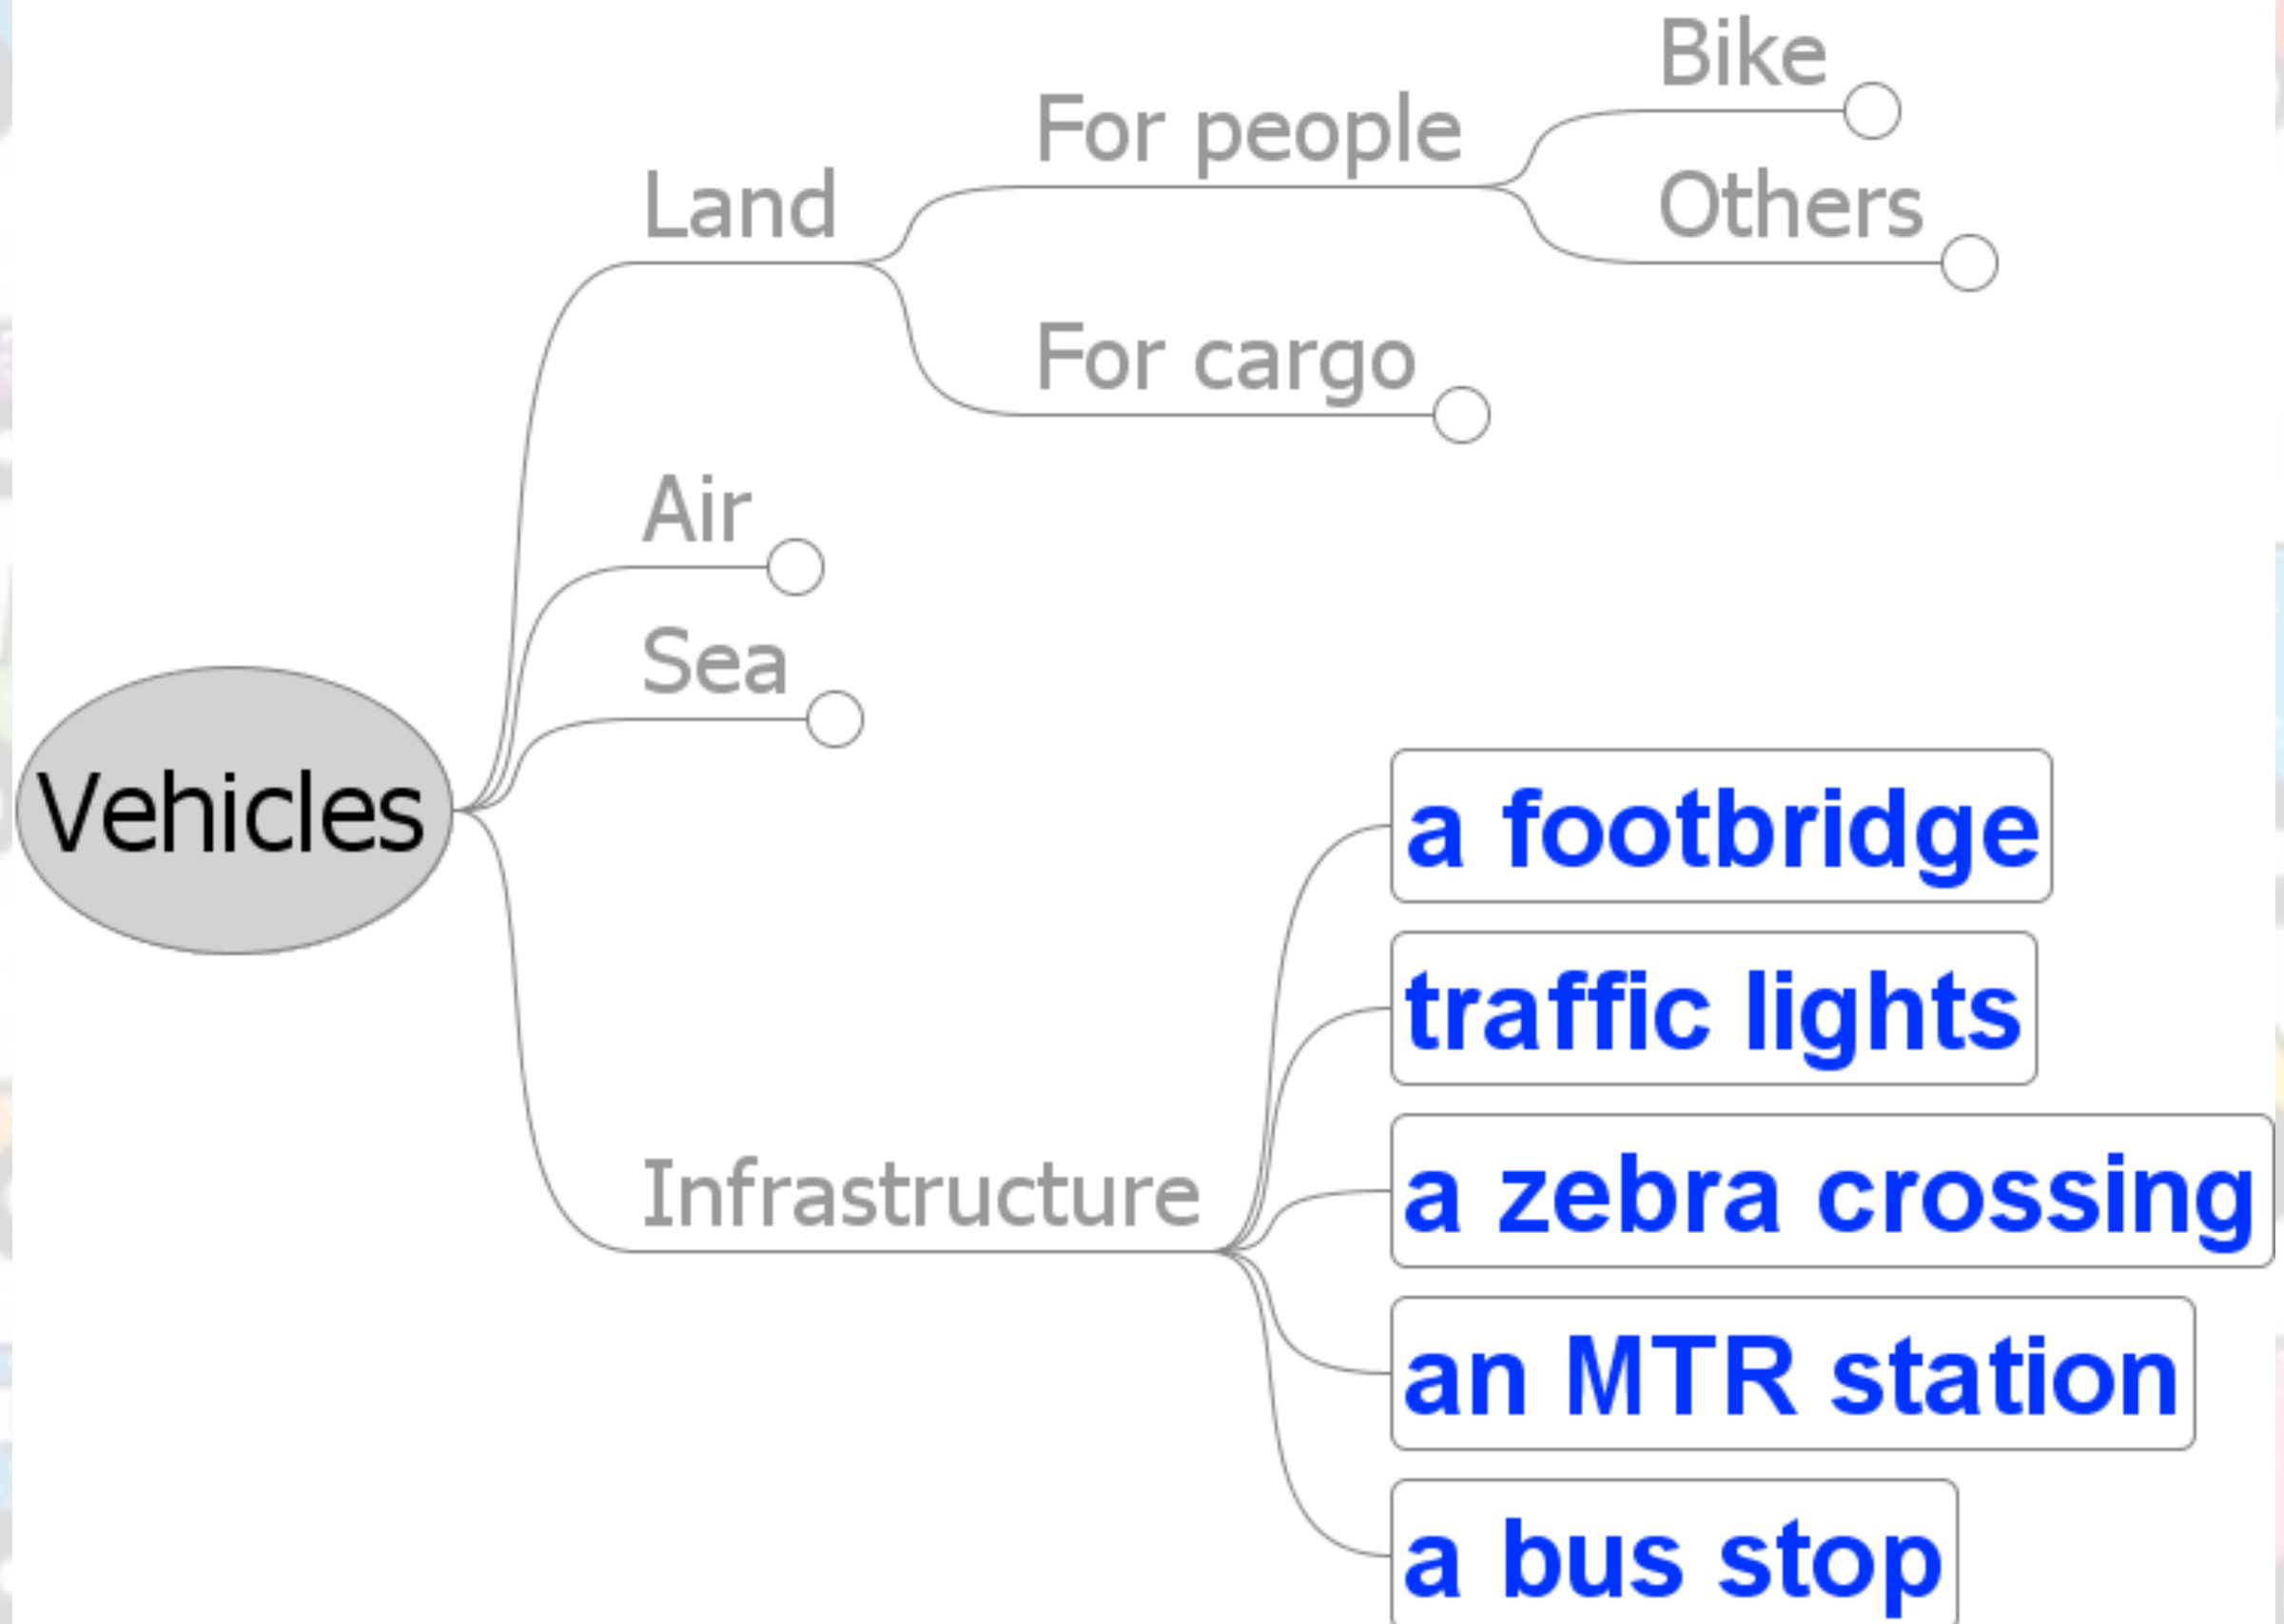 Vehicles
Land
For people
Bike
Others
For cargo
Air
Sea
Infrastructure
a footbridge
traffic lights
a zebra crossing
an MTR station
a bus stop